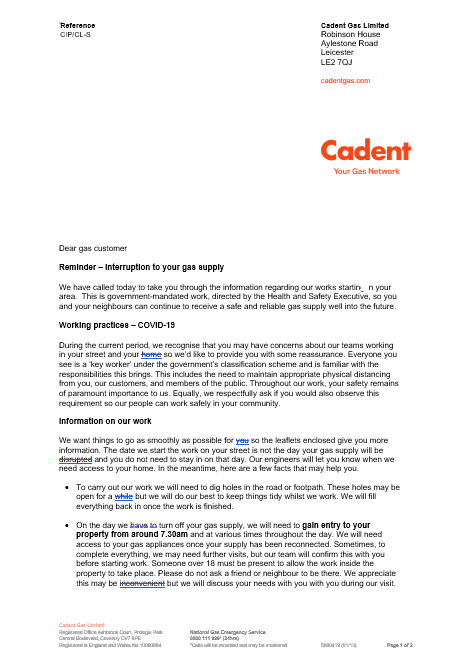 Reference
CIP/CL-S
Cadent Gas Limited
Robinson House
Aylestone Road
Leicester
LE2 7QJ
cadentgas.com
Cadent
Your Gas Network
Dear gas customer
Reminder – Interruption to your gas supply
We have called today to take you through the information regarding our works startin_ n your
area. This is government-mandated work, directed by the Health and Safety Executive, so you
and your neighbours can continue to receive a safe and reliable gas supply well into the future.
Working practices – COVID-19
During the current period, we recognise that you may have concerns about our teams working
in your street and your home so we'd like to provide you with some reassurance. Everyone you
see is a 'key worker' under the government's classification scheme and is familiar with the
responsibilities this brings. This includes the need to maintain appropriate physical distancing
from you, our customers, and members of the public. Throughout our work, your safety remains
of paramount importance to us. Equally, we respectfully ask if you would also observe this
requirement so our people can work safely in your community.
Information on our work
We want things to go as smoothly as possible for you so the leaflets enclosed give you more
information. The date we start the work on your street is not the day your gas supply will be
disrupted and you do not need to stay in on that day. Our engineers will let you know when we
need access to your home. In the meantime, here are a few facts that may help you.
• To carry out our work we will need to dig holes in the road or footpath. These holes may be
open for a while but we will do our best to keep things tidy whilst we work. We will fill
everything back in once the work is finished.
• On the day we have to turn off your gas supply, we will need to gain entry to your
property from around 7.30am and at various times throughout the day. We will need
access to your gas appliances once your supply has been reconnected. Sometimes, to
complete everything, we may need further visits, but our team will confirm this with you
before starting work. Someone over 18 must be present to allow the work inside the
property to take place. Please do not ask a friend or neighbour to be there. We appreciate
this may be inconvenient but we will discuss your needs with you with you during our visit.
Cadent Gas Limited
Registered Office Ashbrook Court, Prologis Park
Central Boulevard, Coventry CV7 8PE
Registered in England and Wales No.10080864
National Gas Emergency Service
0800 111 999* (24hrs)
*Calls will be recorded and may be monitored
Page 1 of 2